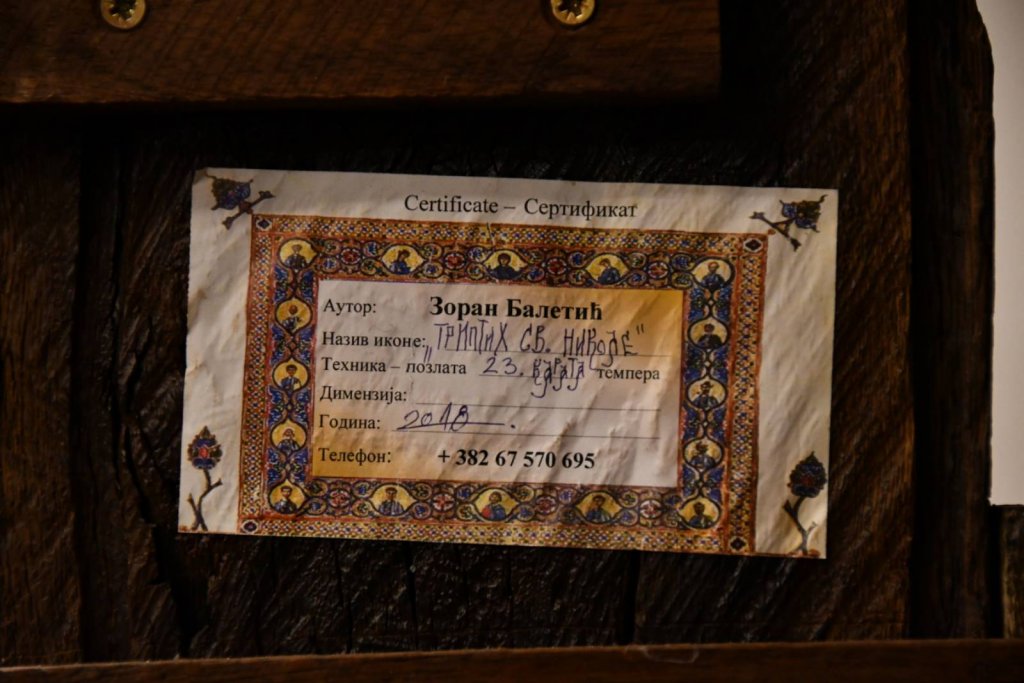 Certificate – Сертификат
Аутор: Зоран Балетић
Назив иконе: „ТРИПТИХ СВ. НИКОЛЕ"
Техника – позлата 23. карата темпера
Димензија:
Година: 2018.
Телефон: + 382 67 570 695